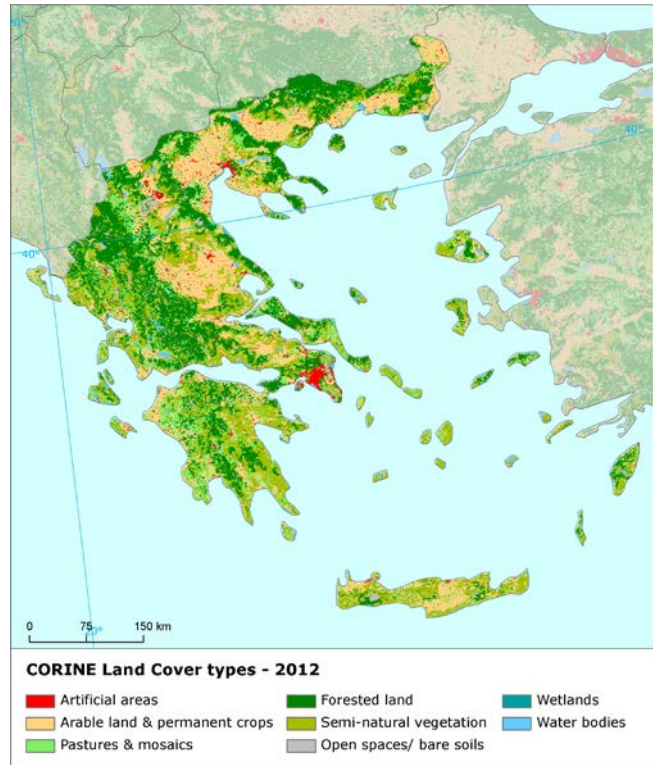 40°
40°
0 75 150 km
CORINE Land Cover types - 2012
Artificial areas
Arable land & permanent crops
Pastures & mosaics
Forested land
Semi-natural vegetation
Open spaces/ bare soils
Wetlands
Water bodies